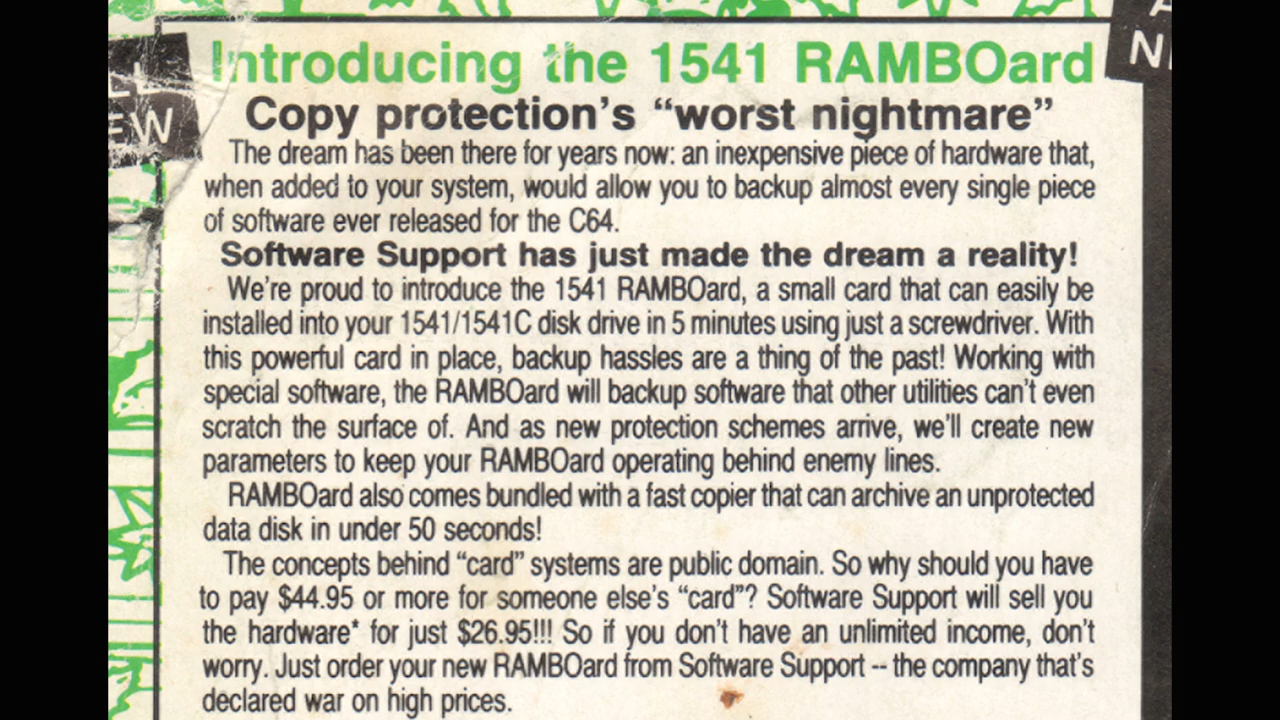 Introducing the 1541 RAMBOard
Copy protection's “worst nightmare”
The dream has been there for years now: an inexpensive piece of hardware that,
when added to your system, would allow you to backup almost every single piece
of software ever released for the C64.
Software Support has just made the dream a reality!
We're proud to introduce the 1541 RAMBOard, a small card that can easily be
installed into your 1541/1541C disk drive in 5 minutes using just a screwdriver. With
this powerful card in place, backup hassles are a thing of the past! Working with
special software, the RAMBOard will backup software that other utilities can't even
scratch the surface of. And as new protection schemes arrive, we'll create new
parameters to keep your RAMBOard operating behind enemy lines.
RAMBOard also comes bundled with a fast copier that can archive an unprotected
data disk in under 50 seconds!
The concepts behind “card” systems are public domain. So why should you have
to pay $44.95 or more for someone else's “card”? Software Support will sell you
the hardware* for just $26.95!!! So if you don't have an unlimited income, don't
worry. Just order your new RAMBOard from Software Support -- the company that's
declared war on high prices.